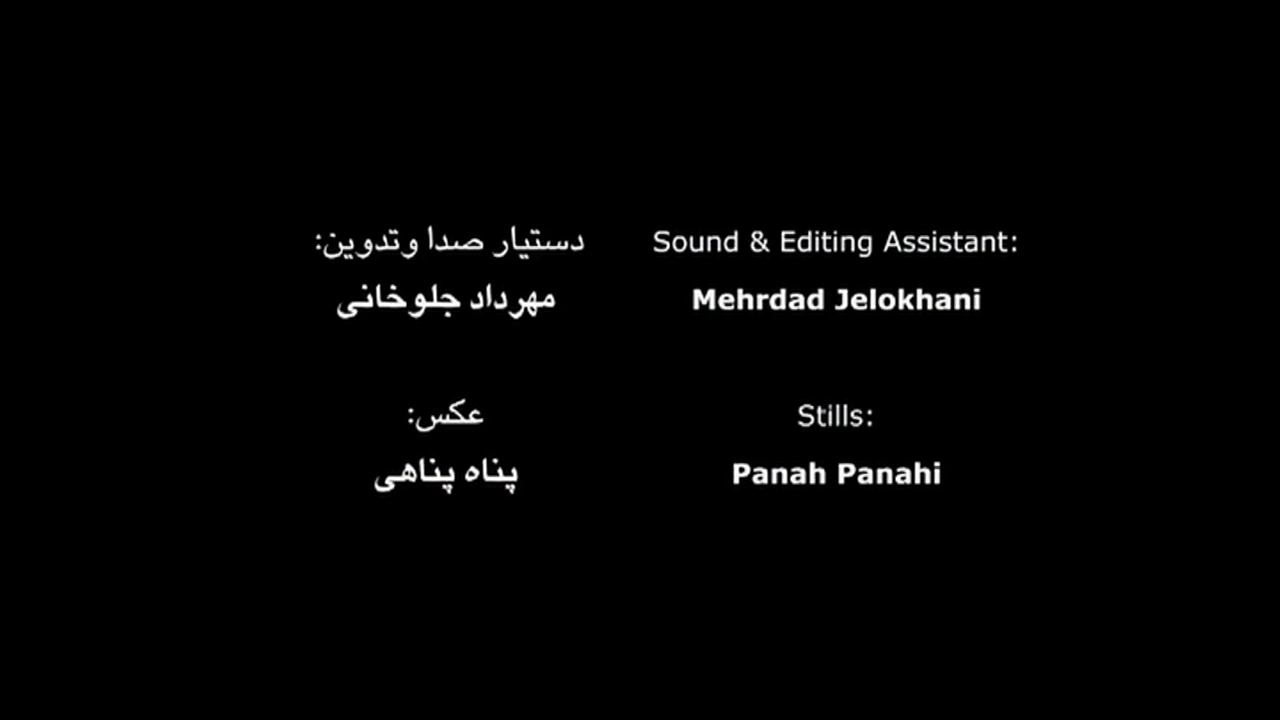 دستیار صدا وتدوین:
مهرداد جلوخانی
عکس:
پناه پناهی
Sound & Editing Assistant:
Mehrdad Jelokhani
Stills:
Panah Panahi